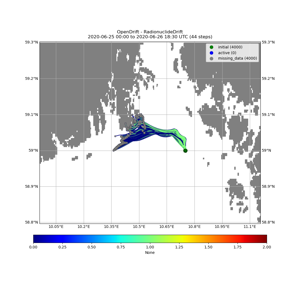 OpenDrift - RadionuclideDrift
2020-06-25 00:00 to 2020-06-26 18:30 UTC (44 steps)
initial (4000)
active (0)
missing_data (4000)
59.3°N 59.3°N
59.2°N 59.2°N
59.1°N 59.1°N
59°N 59°N
58.9°N 58.9°N
58.8°N 58.8°N
10.05°E 10.2°E 10.35°E 10.5°E 10.65°E 10.8°E 10.95°E 11.1°E
0.00 0.25 0.50 0.75 1.00 1.25 1.50 1.75 2.00
None